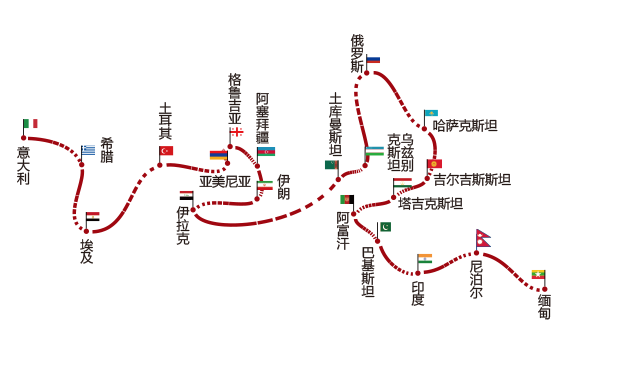 意大利
希腊
埃及
土耳其
格鲁吉亚
阿塞拜疆
亚美尼亚
伊朗
伊拉克
土库曼斯坦
俄罗斯
克乌
斯兹
坦别
哈萨克斯坦
吉尔吉斯斯坦
塔吉克斯坦
阿富汗
巴基斯坦
印度
尼泊尔
缅甸